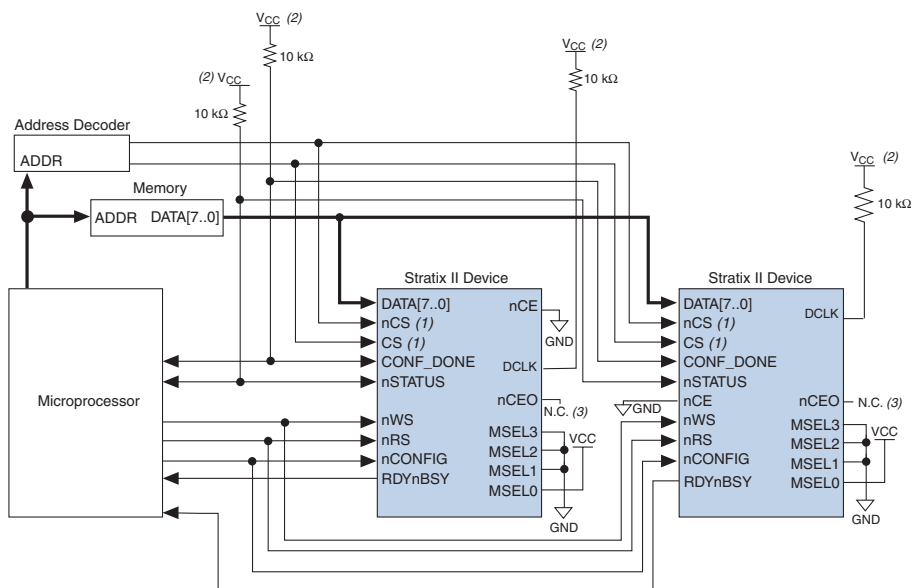 VCC (2)
10 kΩ
VCC (2)
10 kΩ
(2) VCC
10 kΩ
VCC (2)
10 kΩ
Address Decoder
ADDR
Memory
ADDR DATA[7..0]
Microprocessor
Stratix II Device
DATA[7..0]
nCS (1)
CS (1)
CONF_DONE
nSTATUS
nWS
nRS
nCONFIG
RDYnBSY
nCE
GND
DCLK
nCEO
N.C. (3)
MSEL3
MSEL2
MSEL1
MSEL0
VCC
GND
Stratix II Device
DATA[7..0]
nCS (1)
CS (1)
CONF_DONE
nSTATUS
nCE
GND
nWS
nRS
nCONFIG
RDYnBSY
DCLK
nCEO
N.C. (3)
MSEL3
MSEL2
MSEL1
MSEL0
VCC
GND